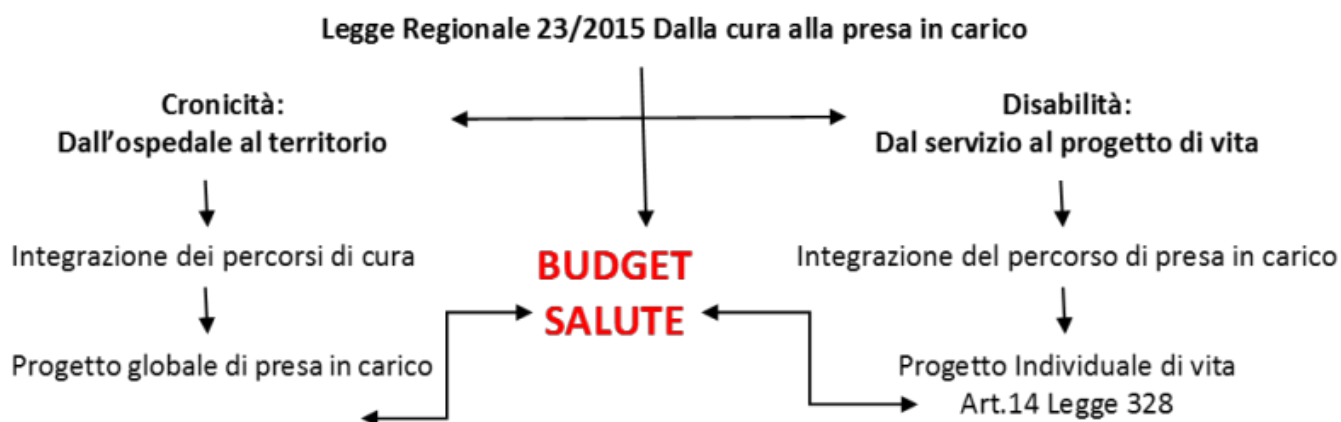 Legge Regionale 23/2015 Dalla cura alla presa in carico
Cronicità:
Dall'ospedale al territorio
Disabilità:
Dal servizio al progetto di vita
Integrazione dei percorsi di cura
BUDGET
SALUTE
Integrazione del percorso di presa in carico
Progetto globale di presa in carico
Progetto Individuale di vita
Art.14 Legge 328